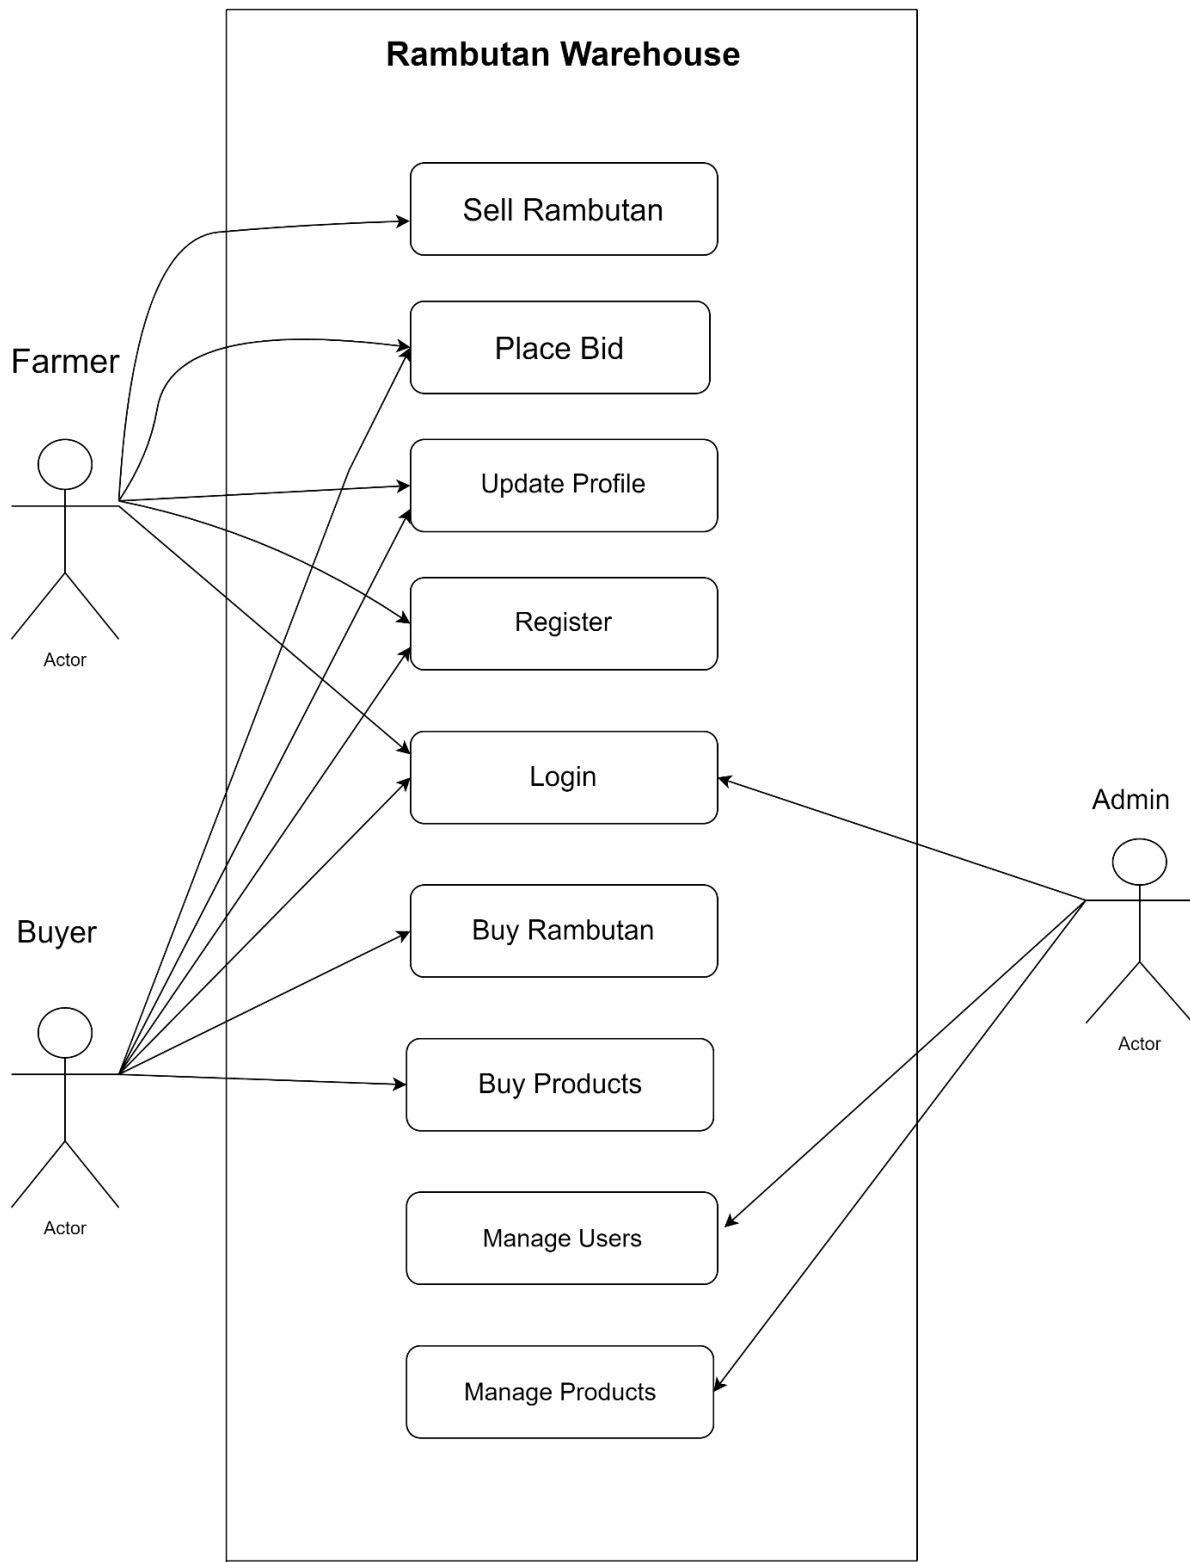 Rambutan Warehouse
Sell Rambutan
Place Bid
Farmer
Update Profile
Register
Actor
Login
Admin
Buy Rambutan
Buyer
Actor
Buy Products
Actor
Manage Users
Manage Products